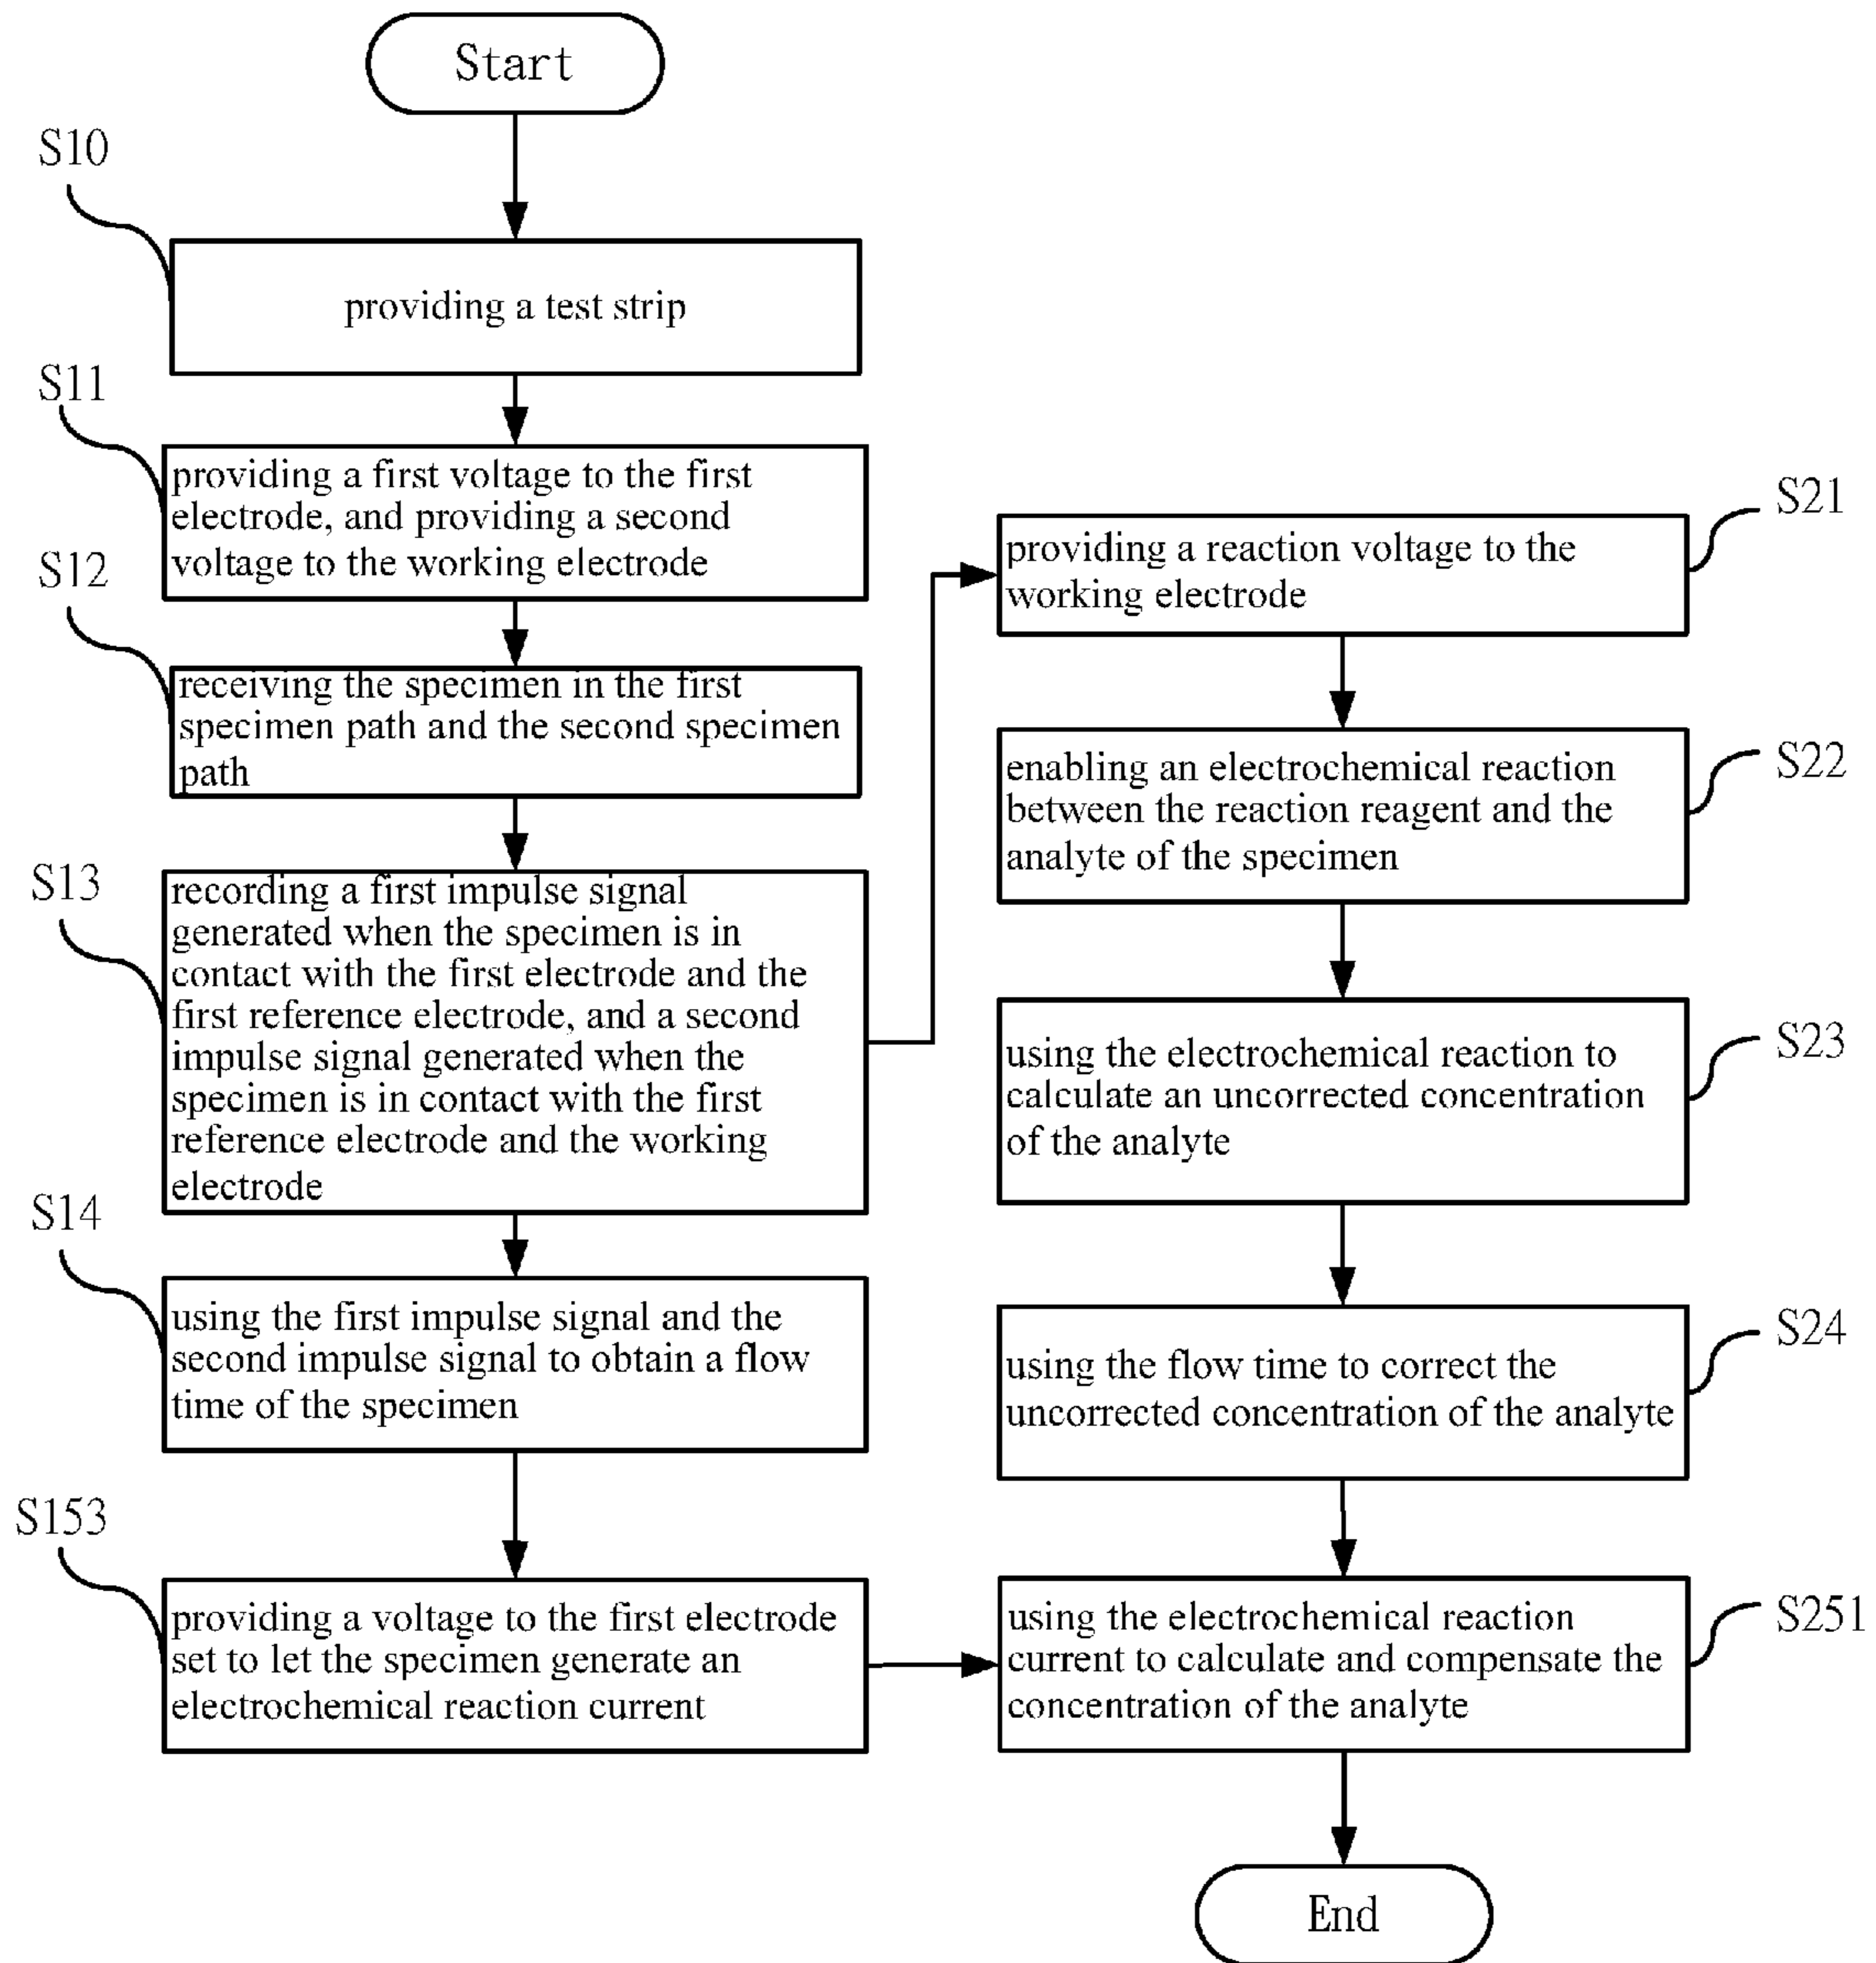 Start
S10
providing a test strip
S11
providing a first voltage to the first
electrode, and providing a second
voltage to the working electrode
S12
receiving the specimen in the first
specimen path and the second specimen
path
S13
recording a first impulse signal
generated when the specimen is in
contact with the first electrode and the
first reference electrode, and a second
impulse signal generated when the
specimen is in contact with the first
reference electrode and the working
electrode
S14
using the first impulse signal and the
second impulse signal to obtain a flow
time of the specimen
S153
providing a voltage to the first electrode
set to let the specimen generate an
electrochemical reaction current
S21
providing a reaction voltage to the
working electrode
S22
enabling an electrochemical reaction
between the reaction reagent and the
analyte of the specimen
S23
using the electrochemical reaction to
calculate an uncorrected concentration
of the analyte
S24
using the flow time to correct the
uncorrected concentration of the analyte
S251
using the electrochemical reaction
current to calculate and compensate the
concentration of the analyte
End